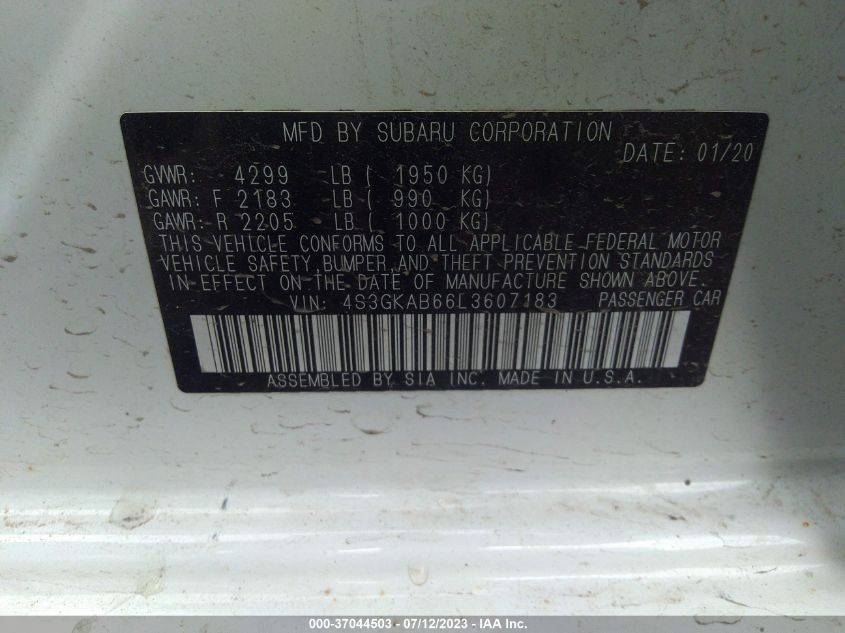 MFD BY SUBARU CORPORATION
DATE: 01/20
GVWR: 4299 LB ( 1950 KG)
GAWR: F 2183 LB ( 990 KG)
GAWR: R 2205 LB ( 1000 KG)
THIS VEHICLE CONFORMS TO ALL APPLICABLE FEDERAL MOTOR
VEHICLE SAFETY, BUMPER, AND THEFT PREVENTION STANDARDS
IN EFFECT ON THE DATE OF MANUFACTURE SHOWN ABOVE.
VIN: 4S3GKAB66L3607183 PASSENGER CAR
ASSEMBLED BY SIA INC. MADE IN U.S.A.
000-37044503 - 07/12/2023 - IAA Inc.